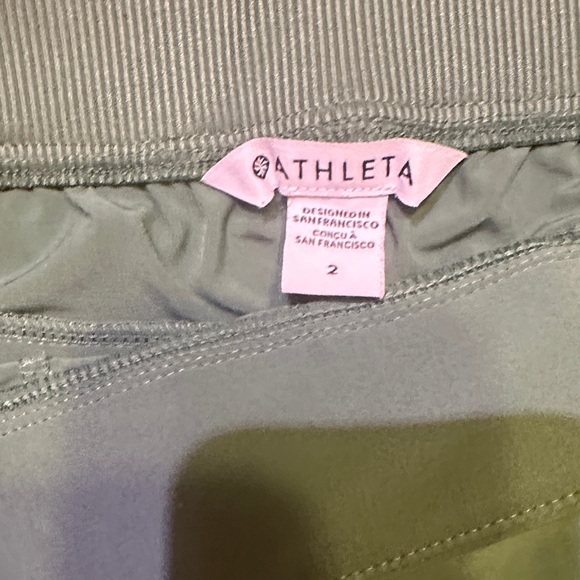 ATHLETA
DESIGNED IN
SAN FRANCISCO
CONÇU À
SAN FRANCISCO
2